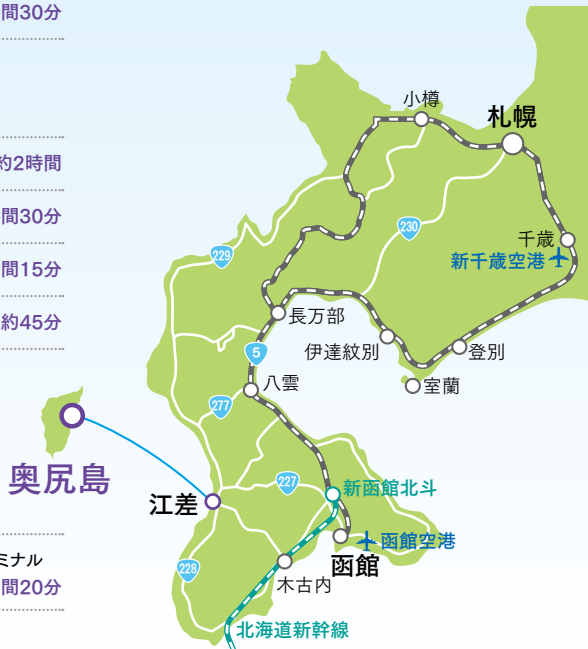 間30分
約2時間
間30分
間15分
約45分
ミナル
間20分
小樽
札幌
230
千歳
新千歳空港
229
長万部
伊達紋別
登別
5
室蘭
八雲
277
奥尻島
江差
227
新函館北斗
函館空港
函館
228
木古内
北海道新幹線